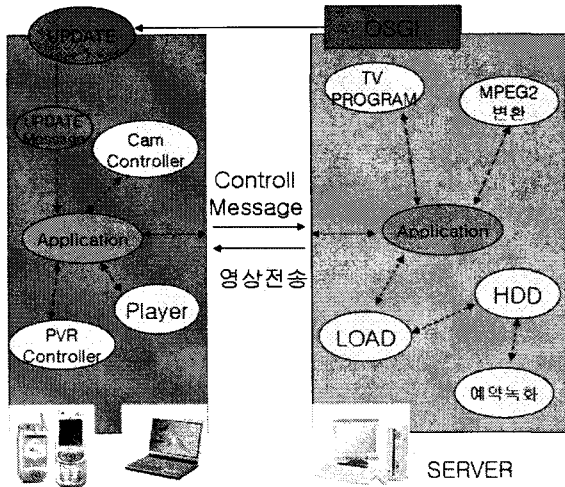 UPDATE
UPDATE
Message
Cam
Controller
Application
Player
PVR
Controller
Controll
Message
영상전송
OSGI
TV
PROGRAM
MPEG2
변환
Application
LOAD
HDD
예약녹화
SERVER